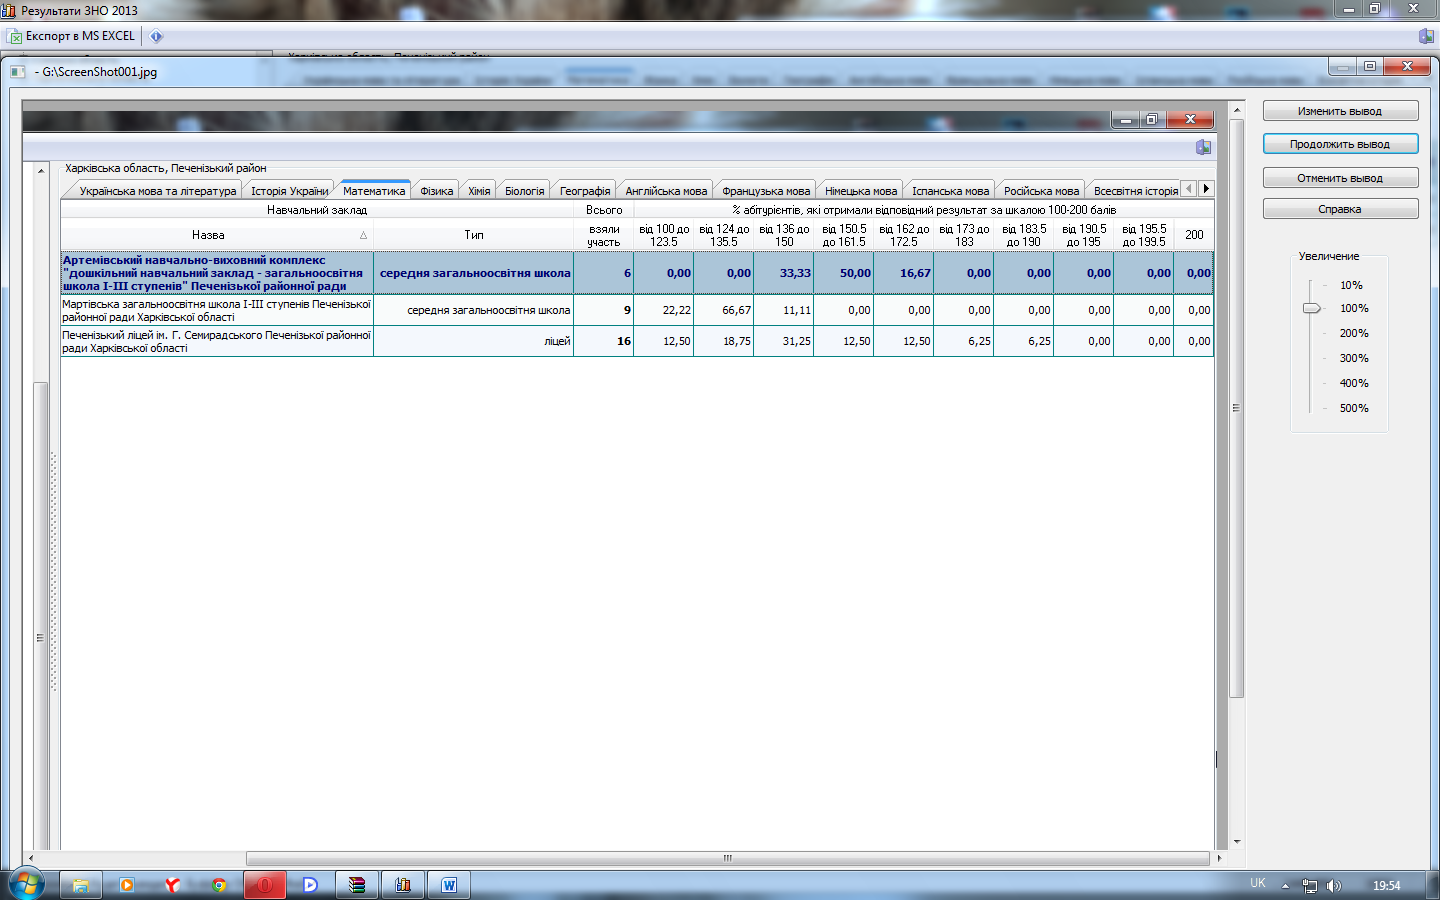 Результати ЗНО 2013
Експорт в MS EXCEL
- G:\ScreenShot001.jpg
Харківська область, Печенізький район
Українська мова та література Історія України Математика Фізика Хімія Біологія Географія Англійська мова Французька мова Німецька мова Іспанська мова Російська мова Всесвітня історія
Навчальний заклад Всього % абітурієнтів, які отримали відповідний результат за шкалою 100-200 балів
Назва Тип взяли участь від 100 до 123.5 від 124 до 135.5 від 136 до 150 від 150.5 до 161.5 від 162 до 172.5 від 173 до 183 від 183.5 до 190 від 190.5 до 195 від 195.5 до 199.5 200
Артемівський навчально-виховний комплекс
"дошкільний навчальний заклад - загальноосвітня
школа І-ІІІ ступенів" Печенізької районної ради
середня загальноосвітня школа 6 0,00 0,00 33,33 50,00 16,67 0,00 0,00 0,00 0,00 0,00
Мартівська загальноосвітня школа І-ІІІ ступенів Печенізької
районної ради Харківської області
середня загальноосвітня школа 9 22,22 66,67 11,11 0,00 0,00 0,00 0,00 0,00 0,00 0,00
Печенізький ліцей ім. Г. Семирадського Печенізької районної
ради Харківської області
ліцей 16 12,50 18,75 31,25 12,50 12,50 6,25 6,25 0,00 0,00 0,00
Изменить вывод
Продолжить вывод
Отменить вывод
Справка
Увеличение
10%
100%
200%
300%
400%
500%
UK 19:54